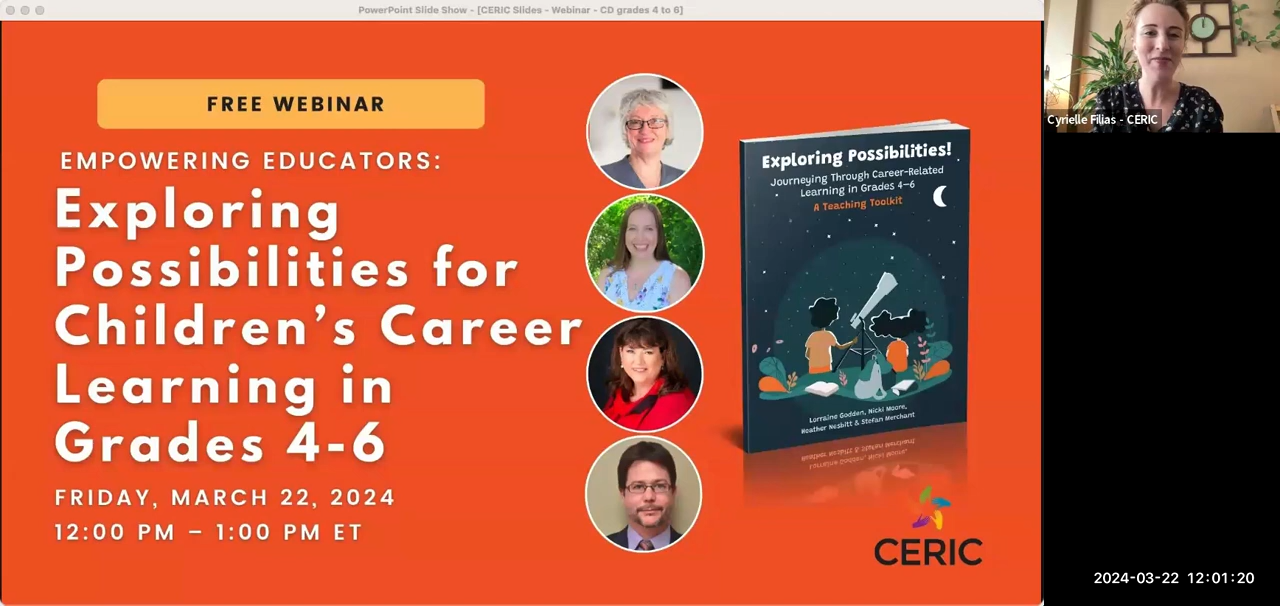 PowerPoint Slide Show - [CERIC Slides - Webinar - CD grades 4 to 6]
FREE WEBINAR
EMPOWERING EDUCATORS:
Exploring
Possibilities for
Children’s Career
Learning in
Grades 4-6
FRIDAY, MARCH 22, 2024
12:00 PM – 1:00 PM ET
Exploring Possibilities!
Journeying Through Career-Related
Learning in Grades 4–6
A Teaching Toolkit
Lorraine Godden, Nicki Moore,
Heather Nesbitt & Stefan Merchant
CERIC
Cyrielle Filias - CERIC
2024-03-22 12:01:20